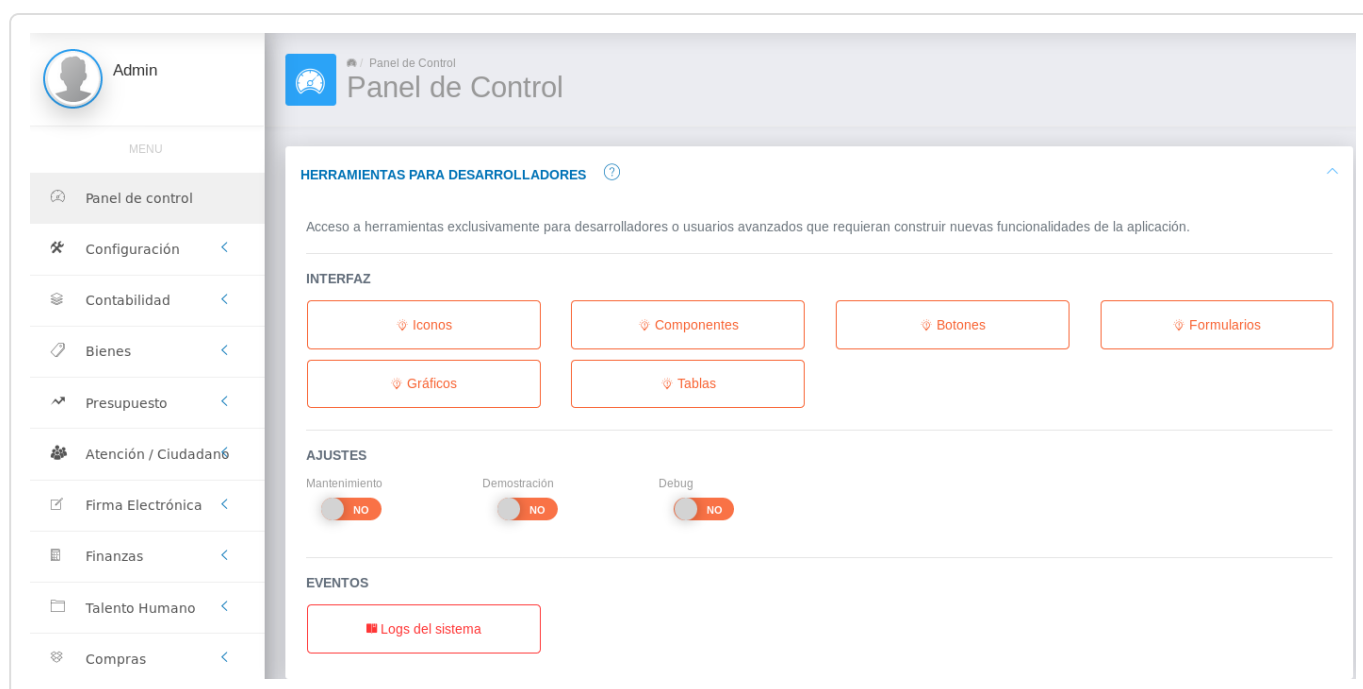 Admin
MENU
Panel de control
Configuración
Contabilidad
Bienes
Presupuesto
Atención / Ciudadano
Firma Electrónica
Finanzas
Talento Humano
Compras
/ Panel de Control
Panel de Control
HERRAMIENTAS PARA DESARROLLADORES ?
Acceso a herramientas exclusivamente para desarrolladores o usuarios avanzados que requieran construir nuevas funcionalidades de la aplicación.
INTERFAZ
Iconos Componentes Botones Formularios
Gráficos Tablas
AJUSTES
Mantenimiento Demostración Debug
NO NO NO
EVENTOS
Logs del sistema